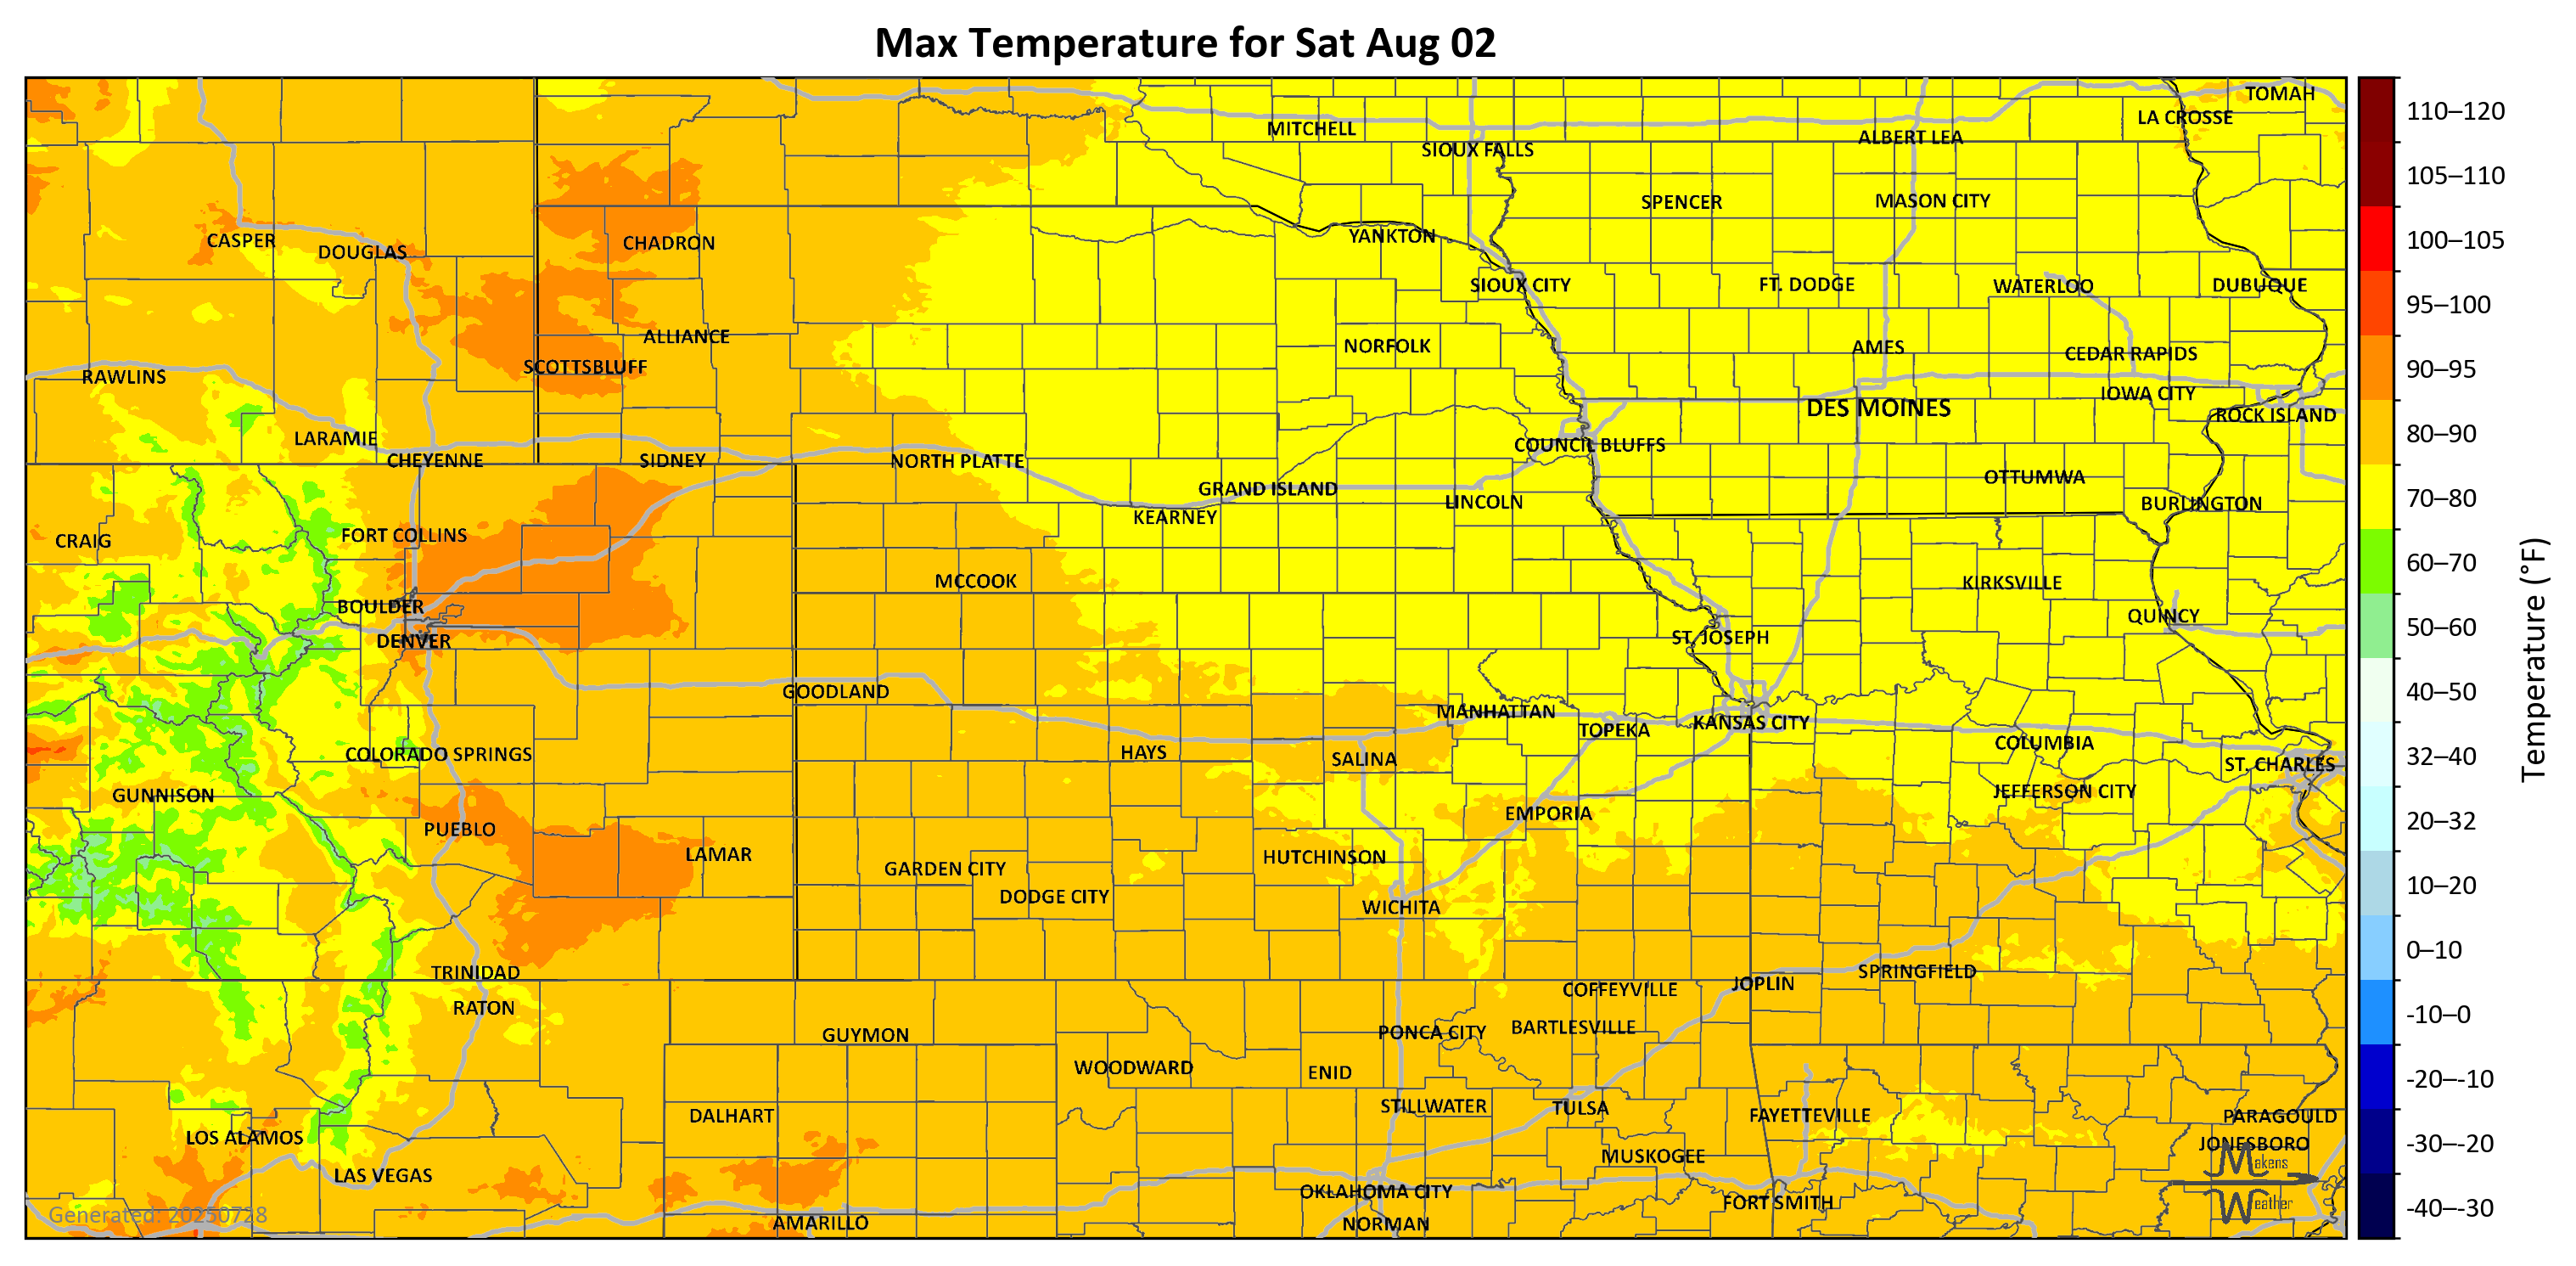 Max Temperature for Sat Aug 02
TOMAH
LA CROSSE
MITCHELL
ALBERT LEA
SIOUX FALLS
SPENCER
MASON CITY
YANKTON
CASPER
CHADRON
DOUGLAS
SIOUX CITY
FT. DODGE
WATERLOO
DUBUQUE
ALLIANCE
NORFOLK
AMES
CEDAR RAPIDS
SCOTTSBLUFF
RAWLINS
IOWA CITY
DES MOINES
ROCK ISLAND
LARAMIE
COUNCIL BLUFFS
CHEYENNE
SIDNEY
NORTH PLATTE
OTTUMWA
GRAND ISLAND
LINCOLN
BURLINGTON
KEARNEY
FORT COLLINS
CRAIG
MCCOOK
KIRKSVILLE
BOULDER
QUINCY
DENVER
ST. JOSEPH
GOODLAND
MANHATTAN
KANSAS CITY
TOPEKA
COLUMBIA
COLORADO SPRINGS
HAYS
SALINA
ST. CHARLES
GUNNISON
JEFFERSON CITY
EMPORIA
PUEBLO
LAMAR
HUTCHINSON
GARDEN CITY
DODGE CITY
WICHITA
TRINIDAD
SPRINGFIELD
JOPLIN
COFFEYVILLE
RATON
BARTLESVILLE
PONCA CITY
GUYMON
WOODWARD
ENID
STILLWATER
TULSA
DALHART
FAYETTEVILLE
PARAGOULD
LOS ALAMOS
JONESBORO
MUSKOGEE
LAS VEGAS
OKLAHOMA CITY
FORT SMITH
AMARILLO
NORMAN
Generated: 20250728
Makens
Weather
110–120
105–110
100–105
95–100
90–95
80–90
70–80
60–70
50–60
40–50
32–40
20–32
10–20
0–10
-10–0
-20–-10
-30–-20
-40–-30
Temperature (°F)